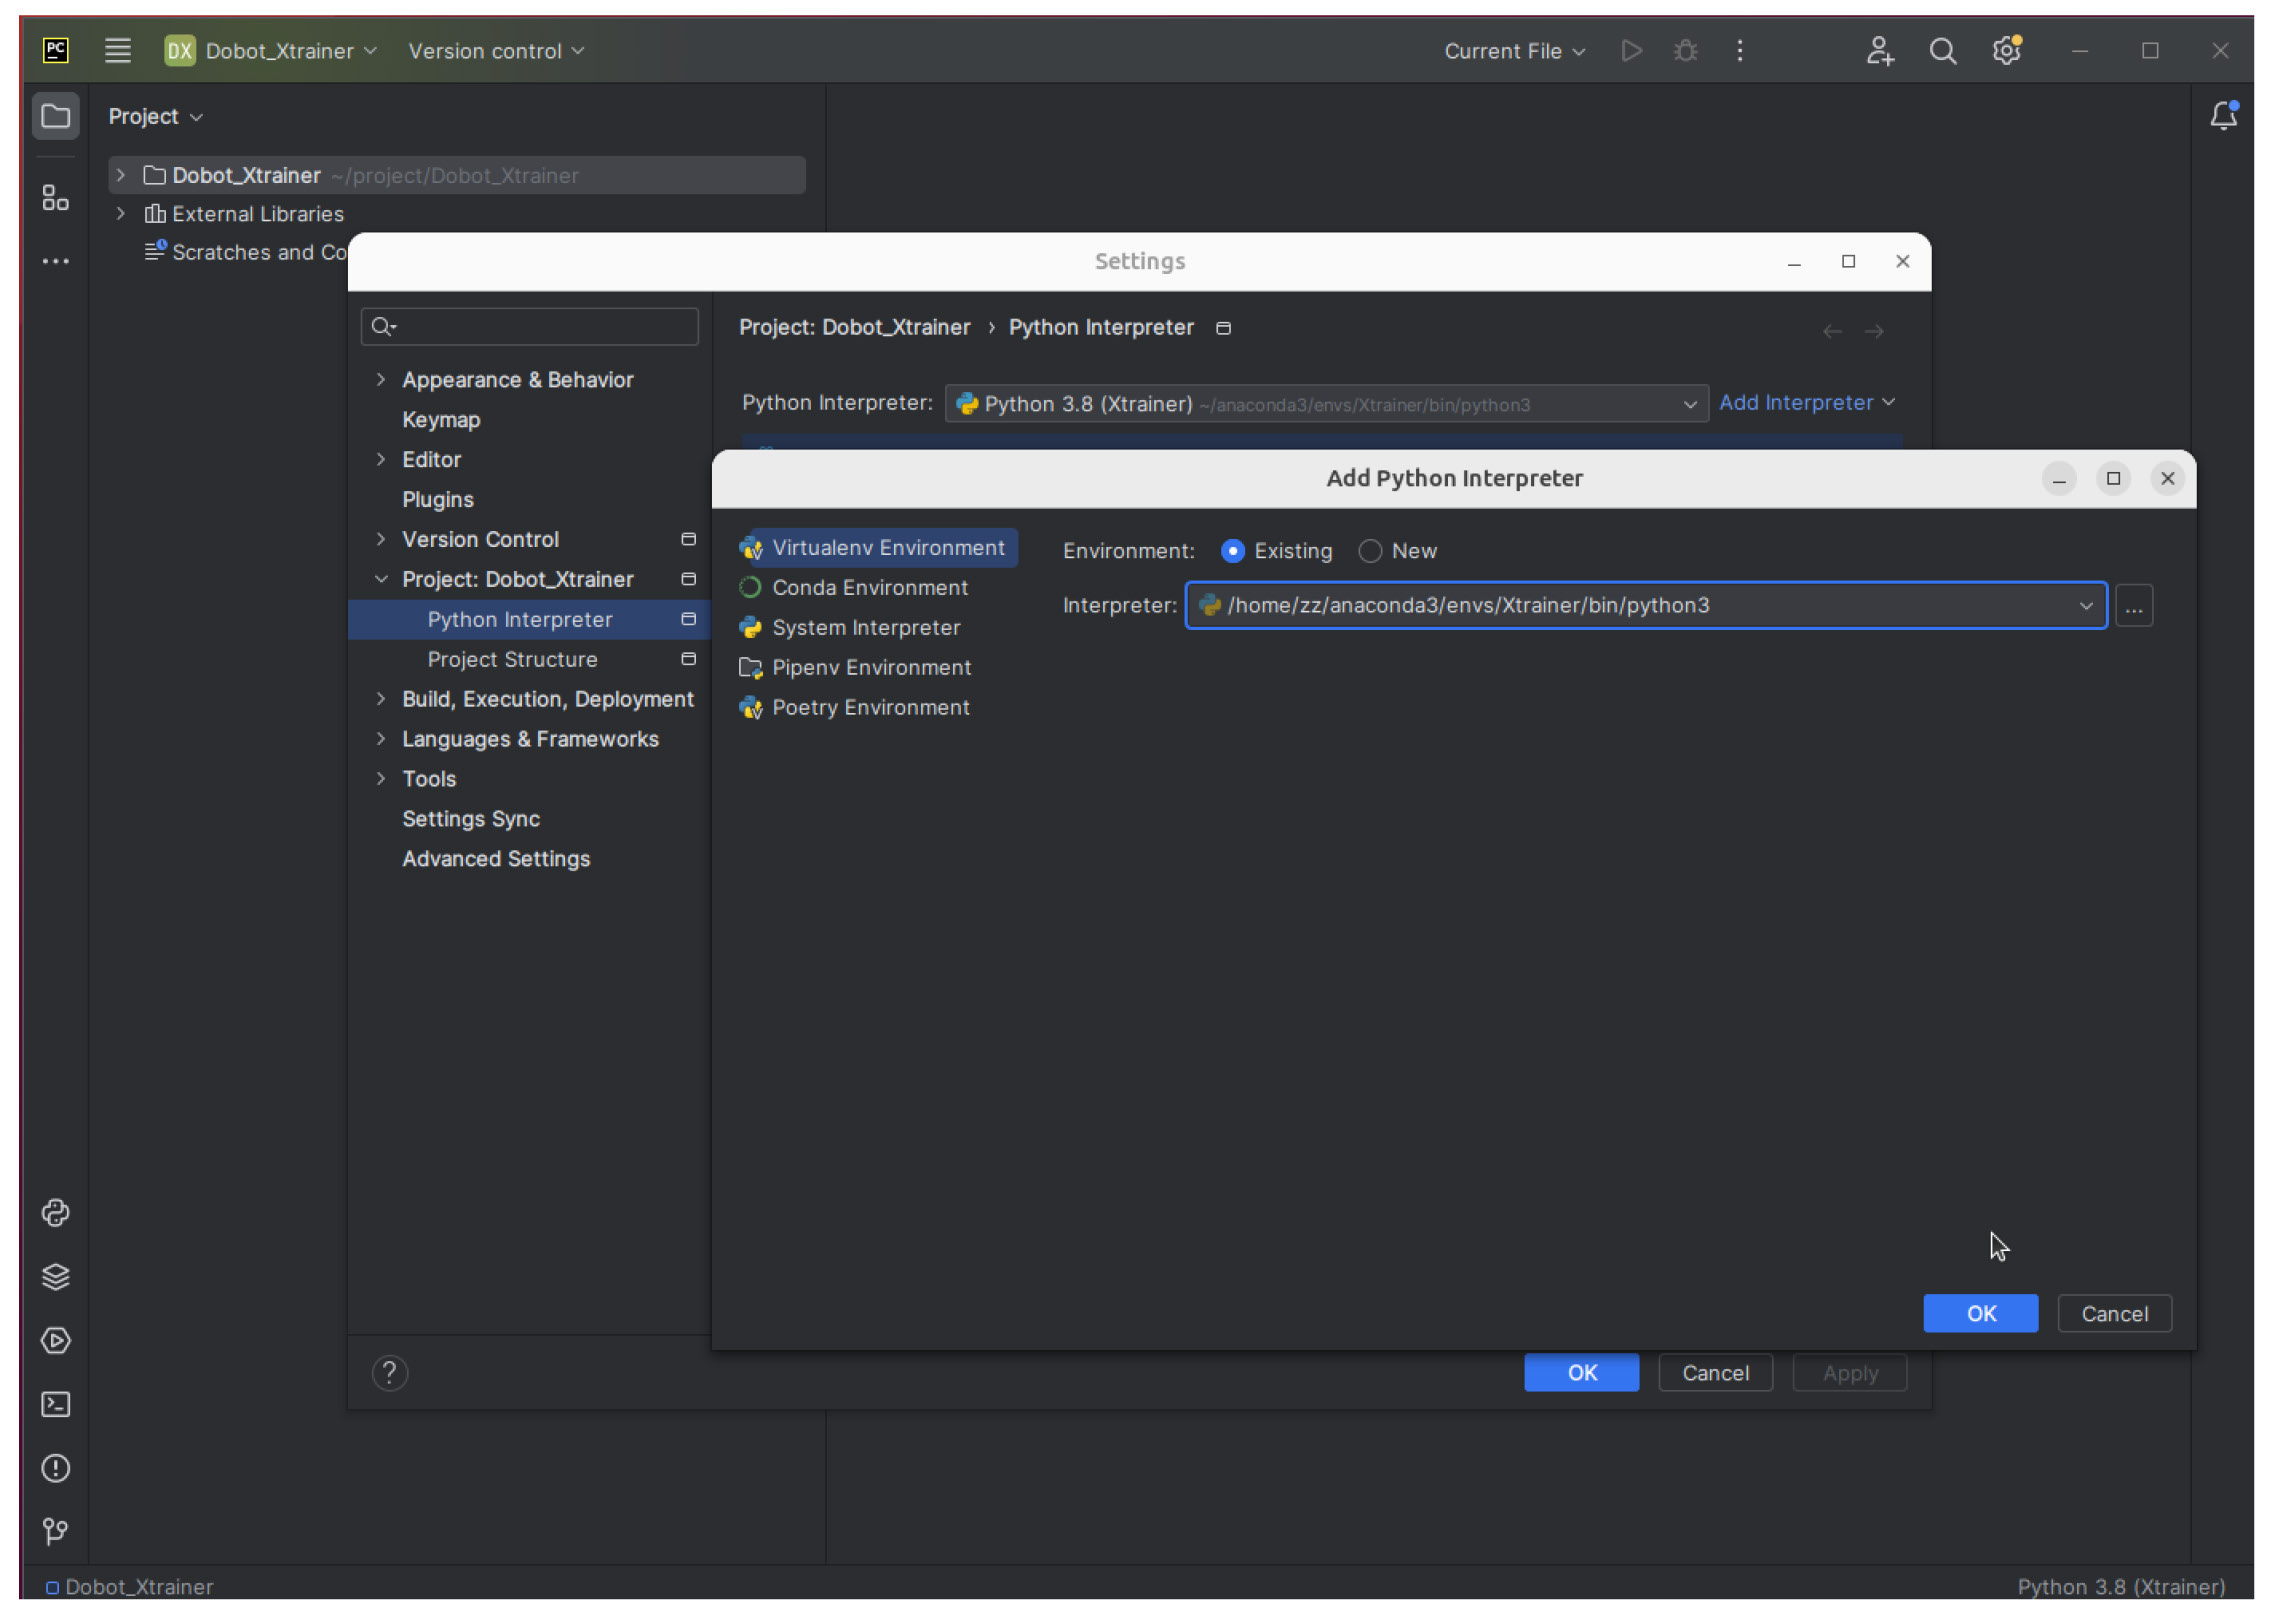 PC DX Dobot_Xtrainer Version control Current File
Project
Dobot_Xtrainer ~/project/Dobot_Xtrainer
External Libraries
Scratches and Co
Settings
Project: Dobot_Xtrainer › Python Interpreter
Appearance & Behavior
Keymap
Editor
Plugins
Version Control
Project: Dobot_Xtrainer
Python Interpreter
Project Structure
Build, Execution, Deployment
Languages & Frameworks
Tools
Settings Sync
Advanced Settings
Python Interpreter: Python 3.8 (Xtrainer) ~/anaconda3/envs/Xtrainer/bin/python3 Add Interpreter
Add Python Interpreter
Virtualenv Environment
Conda Environment
System Interpreter
Pipenv Environment
Poetry Environment
Environment: Existing New
Interpreter: /home/zz/anaconda3/envs/Xtrainer/bin/python3 ...
OK Cancel
? OK Cancel Apply
Dobot_Xtrainer Python 3.8 (Xtrainer)